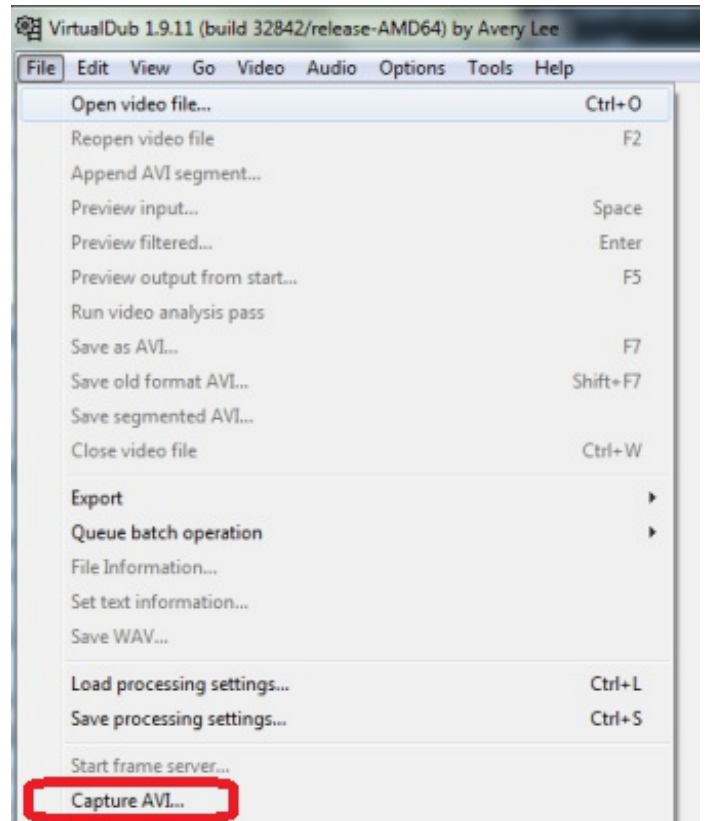 VirtualDub 1.9.11 (build 32842/release-AMD64) by Avery Lee
File Edit View Go Video Audio Options Tools Help
Open video file... Ctrl+O
Reopen video file F2
Append AVI segment...
Preview input... Space
Preview filtered... Enter
Preview output from start... F5
Run video analysis pass
Save as AVI... F7
Save old format AVI... Shift+F7
Save segmented AVI...
Close video file Ctrl+W
Export
Queue batch operation
File Information...
Set text information...
Save WAV...
Load processing settings... Ctrl+L
Save processing settings... Ctrl+S
Start frame server...
Capture AVI...